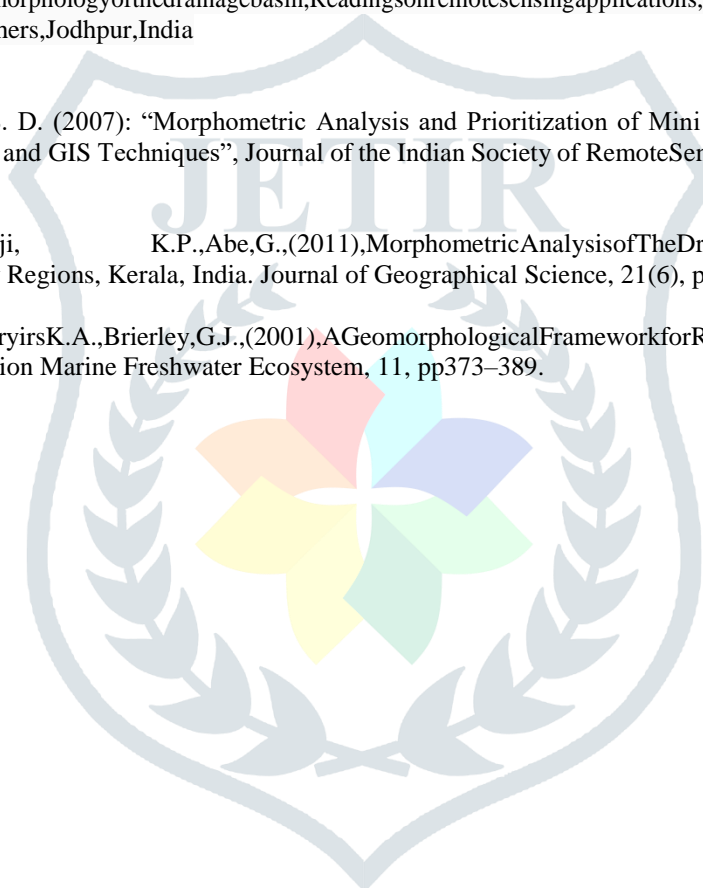 morphologyorthedrainagebasin,Readingsonremotesensingapplications,
ners,Jodhpur,India
. D. (2007): “Morphometric Analysis and Prioritization of Mini
and GIS Techniques”, Journal of the Indian Society of RemoteSen
JETIR
ji, K.P.,Abe,G.,(2011),MorphometricAnalysisofTheDr
Regions, Kerala, India. Journal of Geographical Science, 21(6), p
ryirsK.A.,Brierley,G.J.,(2001),AGeomorphologicalFrameworkforR
ion Marine Freshwater Ecosystem, 11, pp373–389.